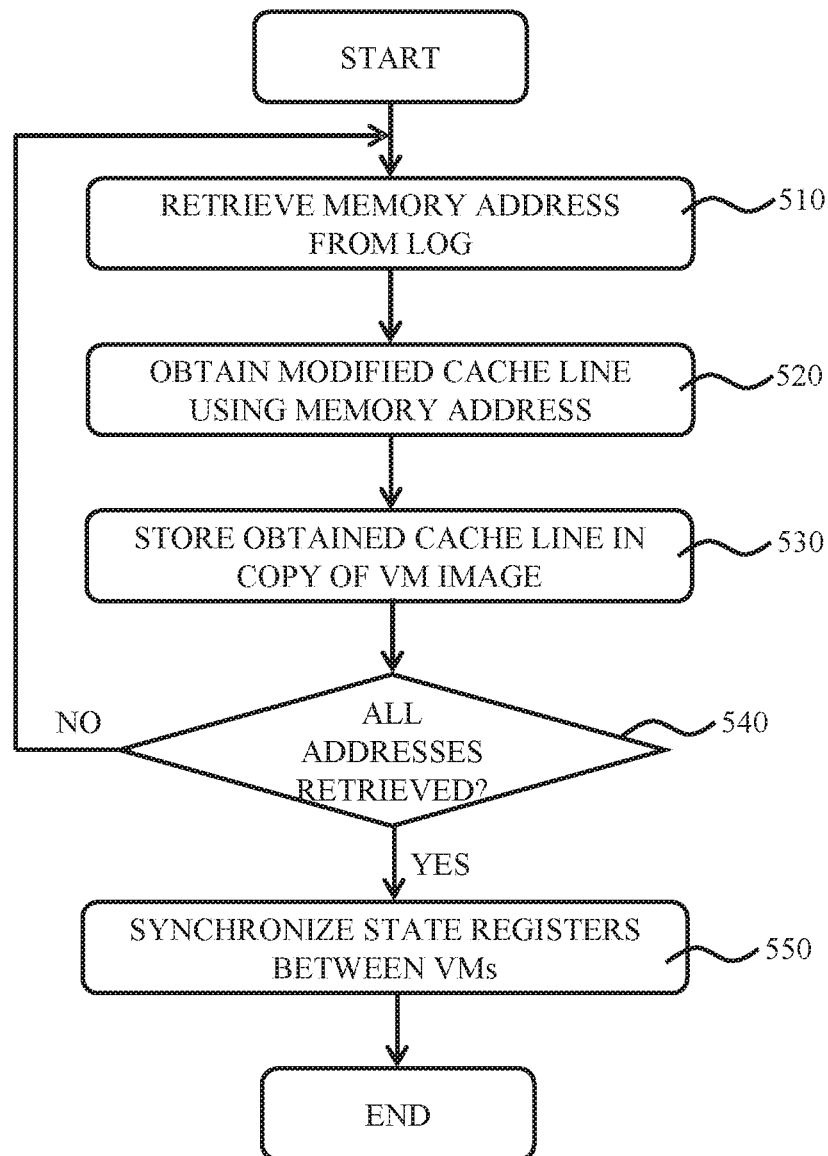 START
RETRIEVE MEMORY ADDRESS
FROM LOG
510
OBTAIN MODIFIED CACHE LINE
USING MEMORY ADDRESS
520
STORE OBTAINED CACHE LINE IN
COPY OF VM IMAGE
530
NO
ALL
ADDRESSES
RETRIEVED?
540
YES
SYNCHRONIZE STATE REGISTERS
BETWEEN VMs
550
END